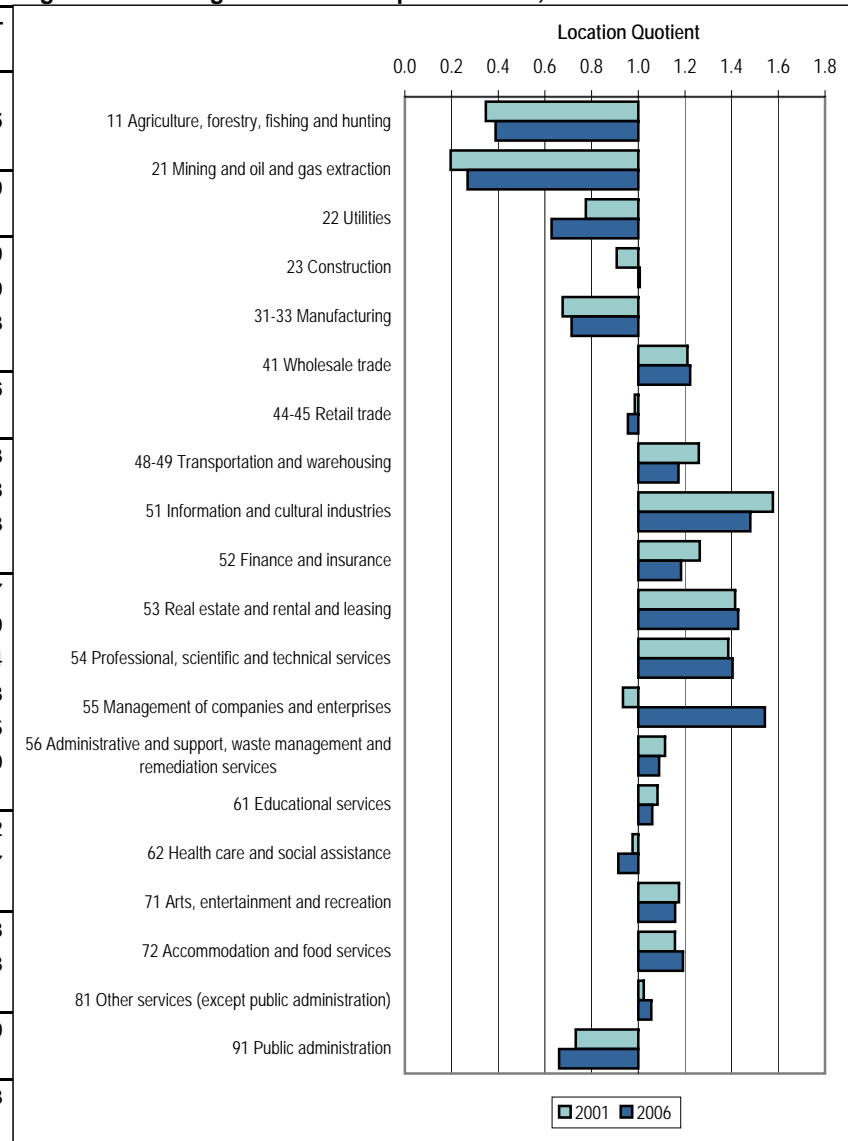 Location Quotient
0.0 0.2 0.4 0.6 0.8 1.0 1.2 1.4 1.6 1.8
11 Agriculture, forestry, fishing and hunting
21 Mining and oil and gas extraction
22 Utilities
23 Construction
31-33 Manufacturing
41 Wholesale trade
44-45 Retail trade
48-49 Transportation and warehousing
51 Information and cultural industries
52 Finance and insurance
53 Real estate and rental and leasing
54 Professional, scientific and technical services
55 Management of companies and enterprises
56 Administrative and support, waste management and
remediation services
61 Educational services
62 Health care and social assistance
71 Arts, entertainment and recreation
72 Accommodation and food services
81 Other services (except public administration)
91 Public administration
2001 2006